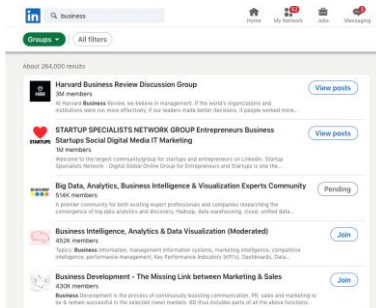 in
business
52
Home
My Network
Jobs
Messaging
Groups
All filters
About 264,000 results
Harvard Business Review Discussion Group
3M members
At Harvard Business Review, we believe in management. If the world's organizations and
institutions were run more effectively, if our leaders made better decisions, if people worked more...
View posts
STARTUPS
STARTUP SPECIALISTS NETWORK GROUP Entrepreneurs Business
Startups Social Digital Media IT Marketing
1M members
Welcome to the largest community/group for startups and entrepreneurs on LinkedIn. Startup
Specialists Network - Digital Global Online Group for Entrepreneurs and Startups is one the...
View posts
Big Data, Analytics, Business Intelligence & Visualization Experts Community
514K members
A premier community for both existing expert professionals and companies researching the
convergence of big data analytics and discovery, Hadoop, data warehousing, cloud, unified data...
Pending
Business Intelligence, Analytics & Data Visualization (Moderated)
452K members
Topics: Business information, management information systems, marketing intelligence, competitive
intelligence, performance management, Key Performance Indicators (KPI's), Dashboards, Data...
Join
Business Development - The Missing Link between Marketing & Sales
430K members
Business Development is the process of continuously boosting communication, PR, sales and marketing to
be & remain successful in the selected (new) markets. BD thus includes parts of all the above functions.
Join